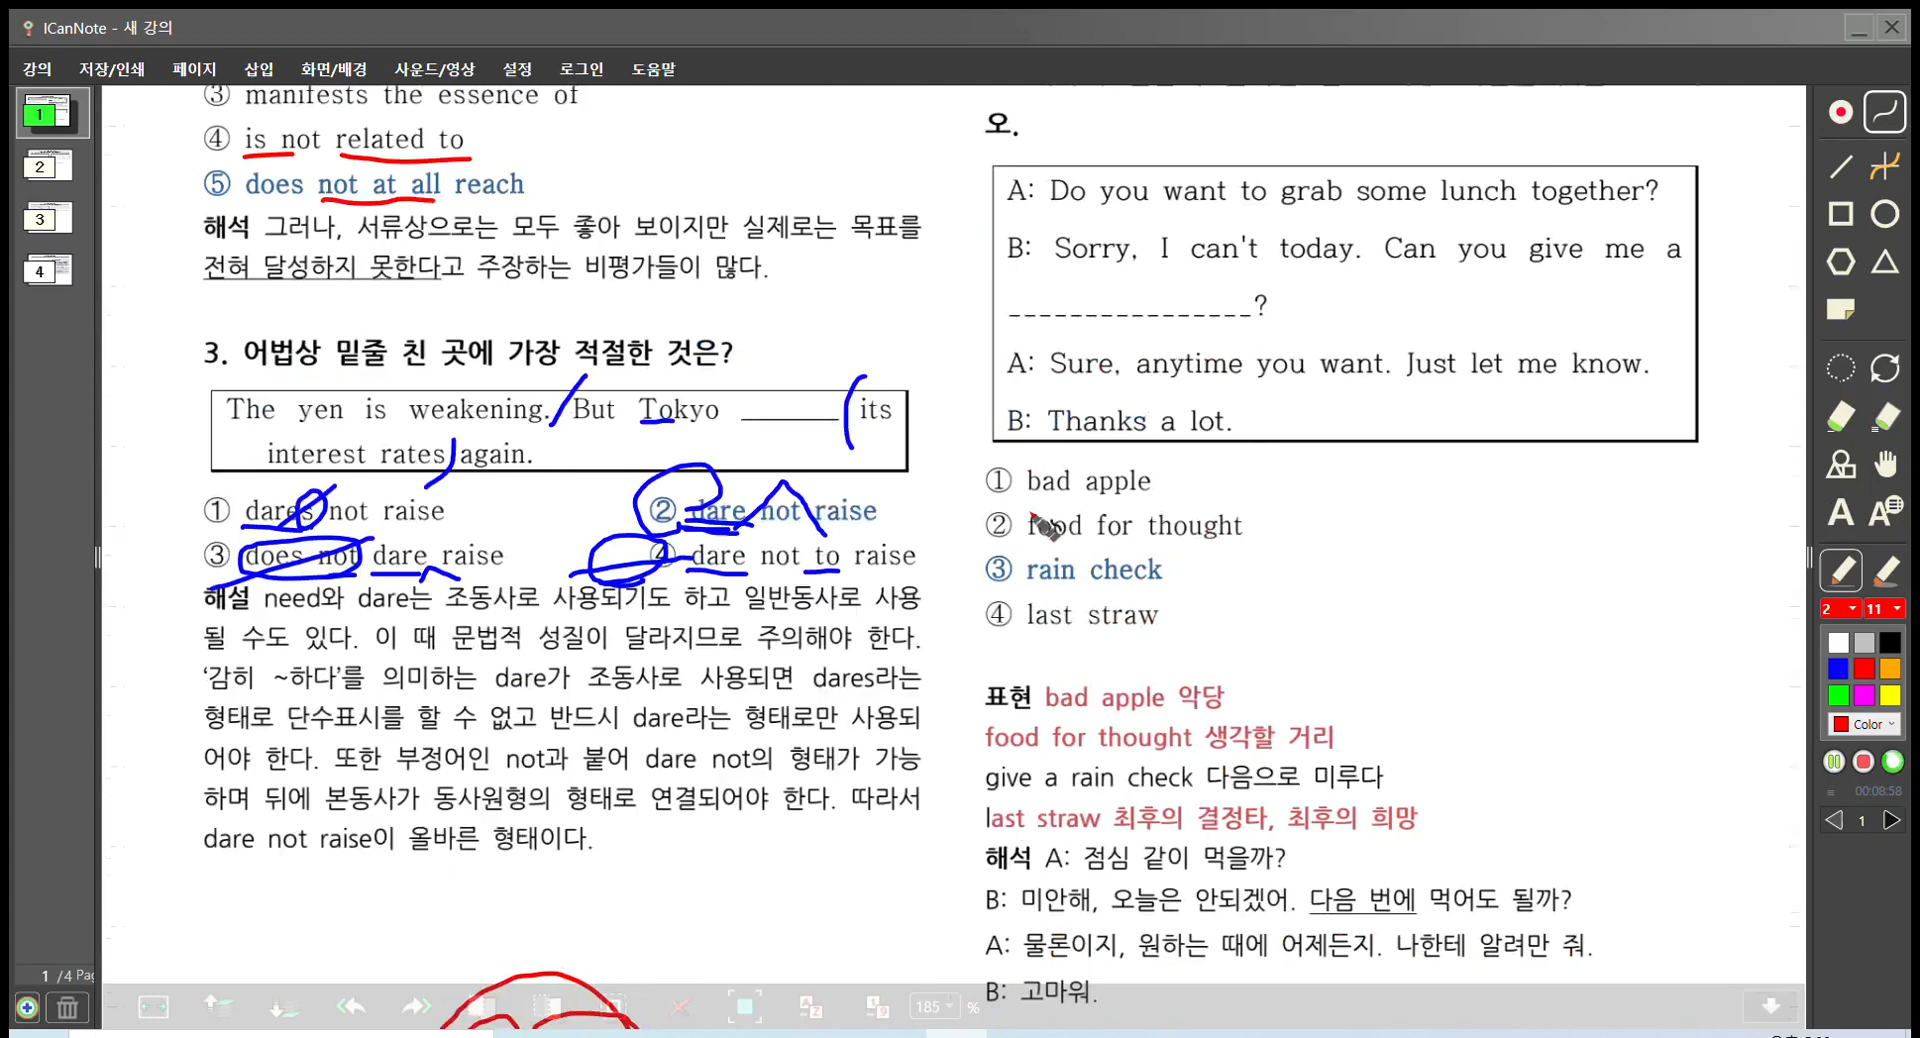 ICanNote - 새 강의
강의 저장/인쇄 페이지 삽입 화면/배경 사운드/영상 설정 로그인 도움말
1
2
3
4
③ manifests the essence of
④ is not related to
⑤ does not at all reach
해석 그러나, 서류상으로는 모두 좋아 보이지만 실제로는 목표를
전혀 달성하지 못한다고 주장하는 비평가들이 많다.
3. 어법상 밑줄 친 곳에 가장 적절한 것은?
The yen is weakening. But Tokyo ________ its
interest rates again.
① dares not raise
② dare not raise
③ does not dare raise
④ dare not to raise
해설 need와 dare는 조동사로 사용되기도 하고 일반동사로 사용
될 수도 있다. 이 때 문법적 성질이 달라지므로 주의해야 한다.
‘감히 ~하다’를 의미하는 dare가 조동사로 사용되면 dares라는
형태로 단수표시를 할 수 없고 반드시 dare라는 형태로만 사용되
어야 한다. 또한 부정어인 not과 붙어 dare not의 형태가 가능
하며 뒤에 본동사가 동사원형의 형태로 연결되어야 한다. 따라서
dare not raise이 올바른 형태이다.
오.
A: Do you want to grab some lunch together?
B: Sorry, I can't today. Can you give me a
________________?
A: Sure, anytime you want. Just let me know.
B: Thanks a lot.
① bad apple
② food for thought
③ rain check
④ last straw
표현 bad apple 악당
food for thought 생각할 거리
give a rain check 다음으로 미루다
last straw 최후의 결정타, 최후의 희망
해석 A: 점심 같이 먹을까?
B: 미안해, 오늘은 안되겠어. 다음 번에 먹어도 될까?
A: 물론이지, 원하는 때에 어제든지. 나한테 알려만 줘.
B: 고마워.
2 11
Color
00:08:58
1
1 /4 Pag
185 %